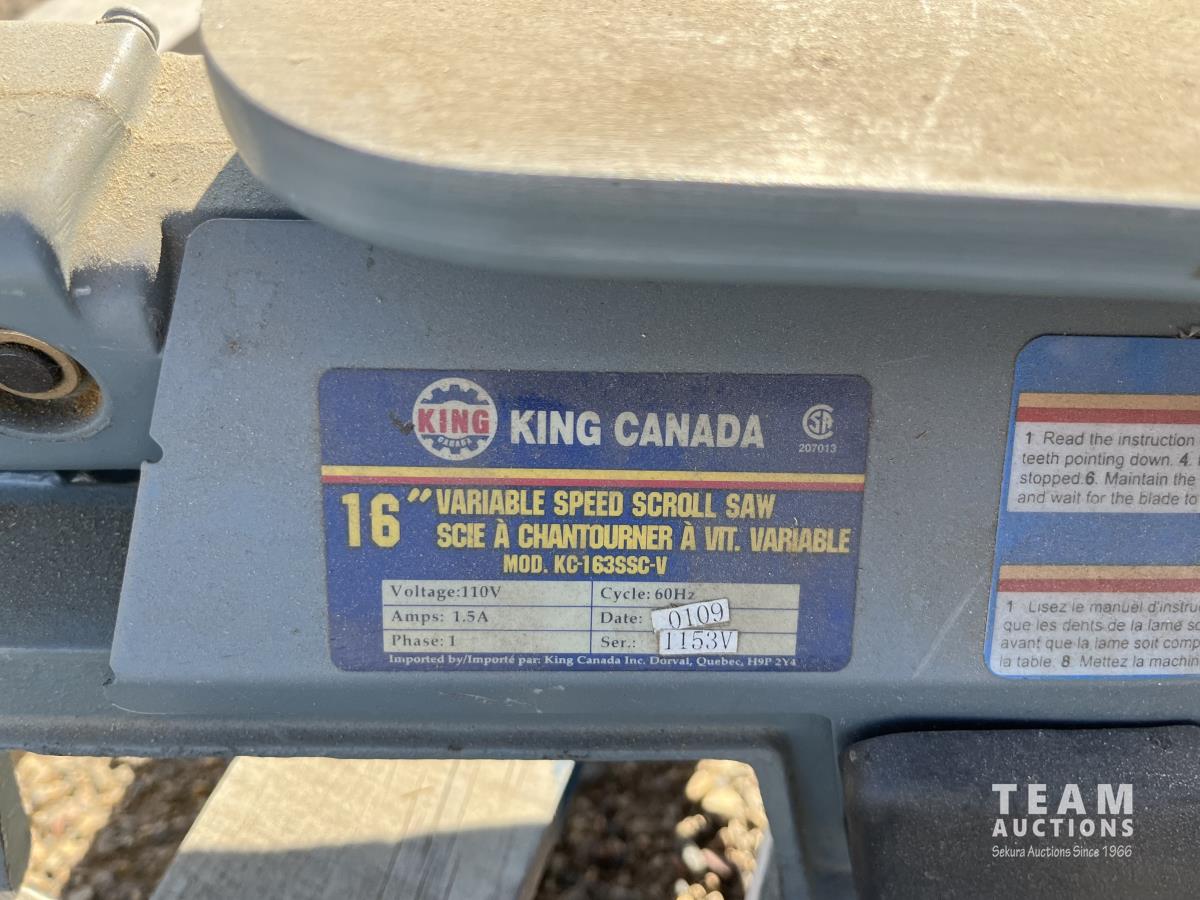 KING
CANADA
KING CANADA
207013
16" VARIABLE SPEED SCROLL SAW
SCIE À CHANTOURNER À VIT. VARIABLE
MOD. KC-163SSC-V
Voltage:110V Cycle: 60Hz
Amps: 1.5A Date: 0109
Phase: 1 Ser.: 1153V
Imported by/Importé par: King Canada Inc. Dorval, Quebec, H9P 2Y4
1 Read the instruction
teeth pointing down. 4.
stopped. 6. Maintain the
and wait for the blade to
1 Lisez le manuel d'instru
que les dents de la lame so
avant que la lame soit comp
la table. 8. Mettez la machin
TEAM
AUCTIONS
Sekura Auctions Since 1966